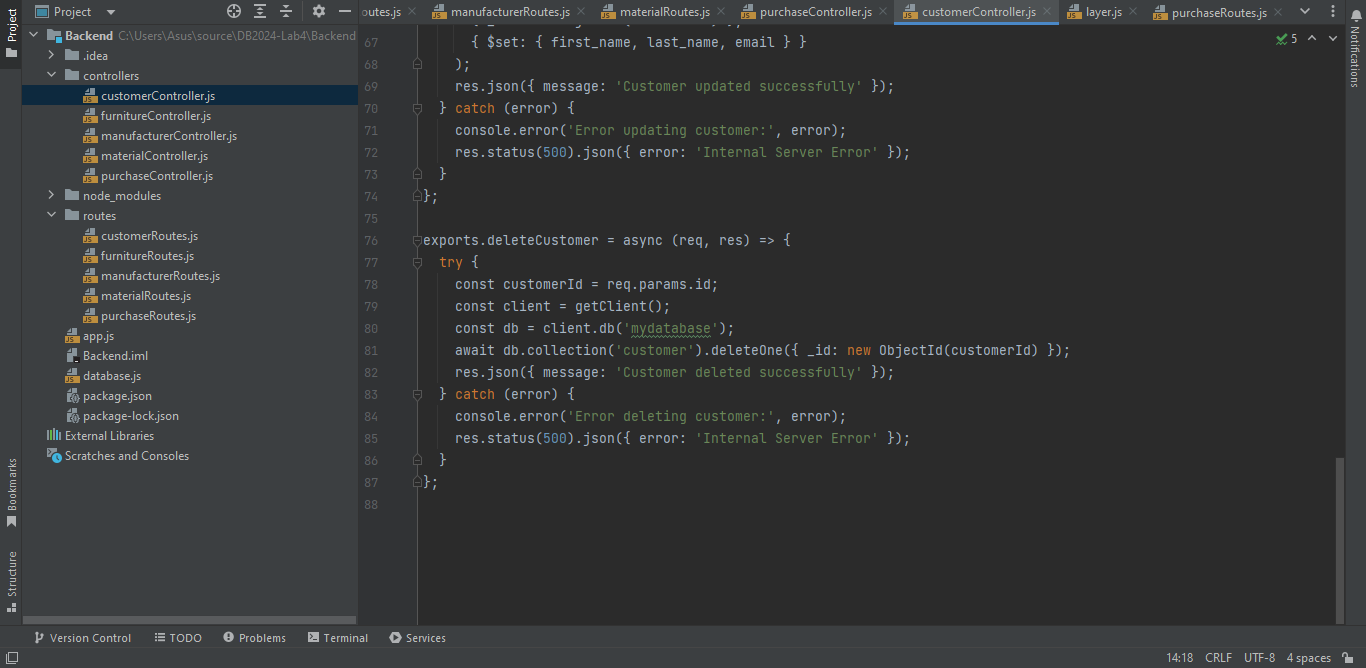 Project
outes.js
manufacturerRoutes.js
materialRoutes.js
purchaseController.js
customerController.js
layer.js
purchaseRoutes.js
Project
Bookmarks
Structure
Notifications
Backend C:\Users\Asus\source\DB2024-Lab4\Backend
.idea
controllers
customerController.js
furnitureController.js
manufacturerController.js
materialController.js
purchaseController.js
node_modules
routes
customerRoutes.js
furnitureRoutes.js
manufacturerRoutes.js
materialRoutes.js
purchaseRoutes.js
app.js
Backend.iml
database.js
package.json
package-lock.json
External Libraries
Scratches and Consoles
5
67 { $set: { first_name, last_name, email } }
68 );
69 res.json({ message: 'Customer updated successfully' });
70 } catch (error) {
71 console.error('Error updating customer:', error);
72 res.status(500).json({ error: 'Internal Server Error' });
73 }
74 };
75
76 exports.deleteCustomer = async (req, res) => {
77 try {
78 const customerId = req.params.id;
79 const client = getClient();
80 const db = client.db('mydatabase');
81 await db.collection('customer').deleteOne({ _id: new ObjectId(customerId) });
82 res.json({ message: 'Customer deleted successfully' });
83 } catch (error) {
84 console.error('Error deleting customer:', error);
85 res.status(500).json({ error: 'Internal Server Error' });
86 }
87 };
88
Version Control
TODO
Problems
Terminal
Services
14:18 CRLF UTF-8 4 spaces